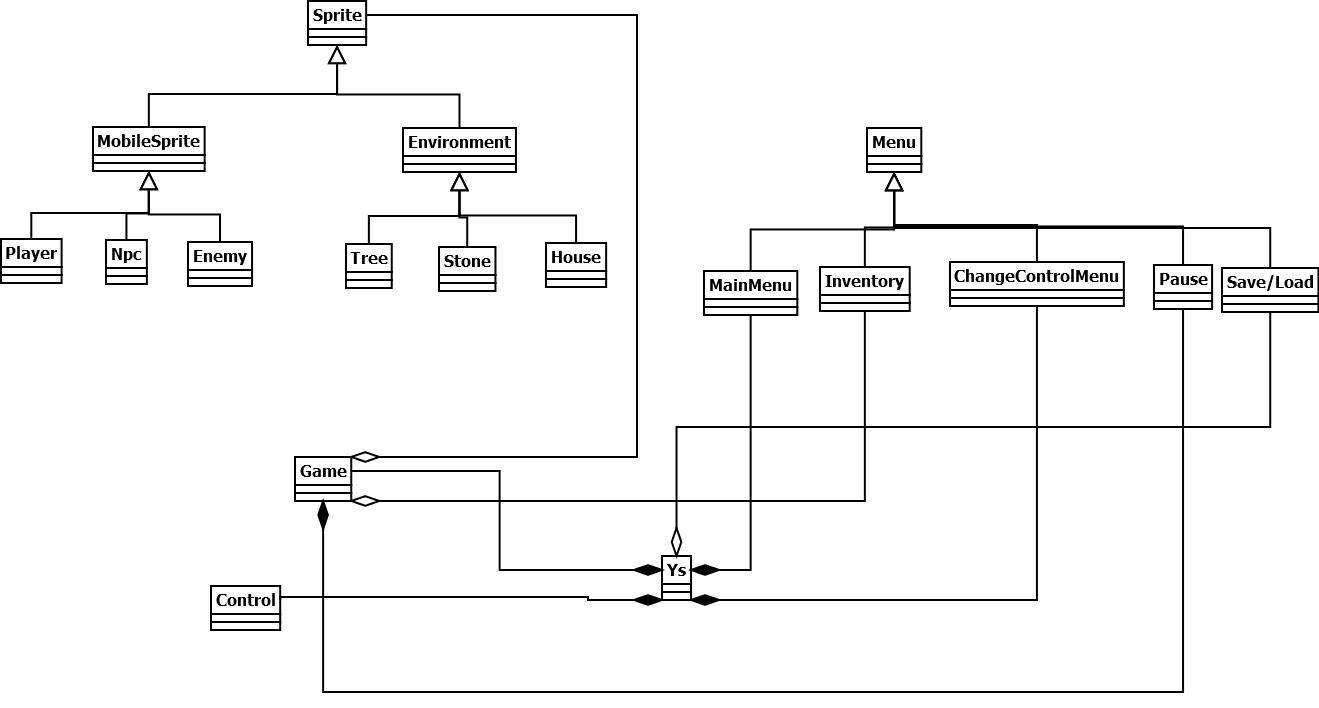 Sprite
MobileSprite
Environment
Menu
Player
Npc
Enemy
Tree
Stone
House
MainMenu
Inventory
ChangeControlMenu
Pause
Save/Load
Game
Ys
Control